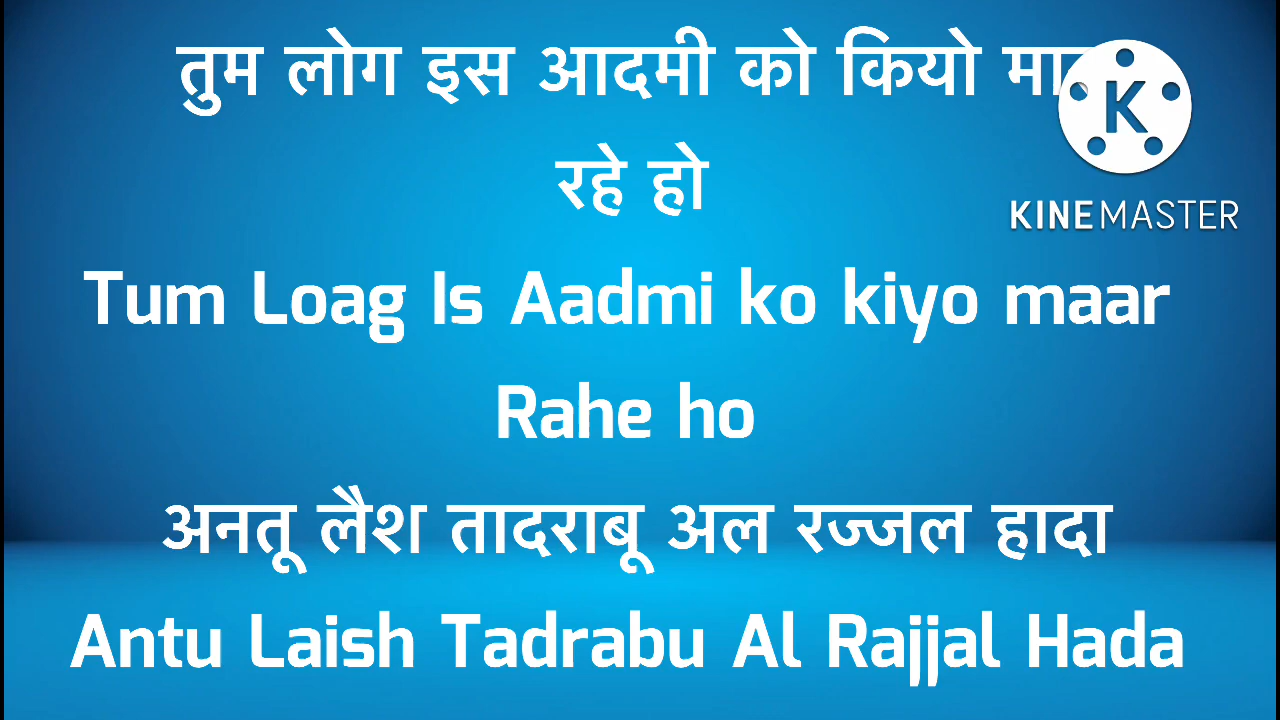 तुम लोग इस आदमी को कियो
रहे हो
Tum Loag Is Aadmi ko kiyo maar
Rahe ho
अनतू लैश तादराबू अल रज्जल हादा
Antu Laish Tadrabu Al Rajjal Hada
K
KINEMASTER